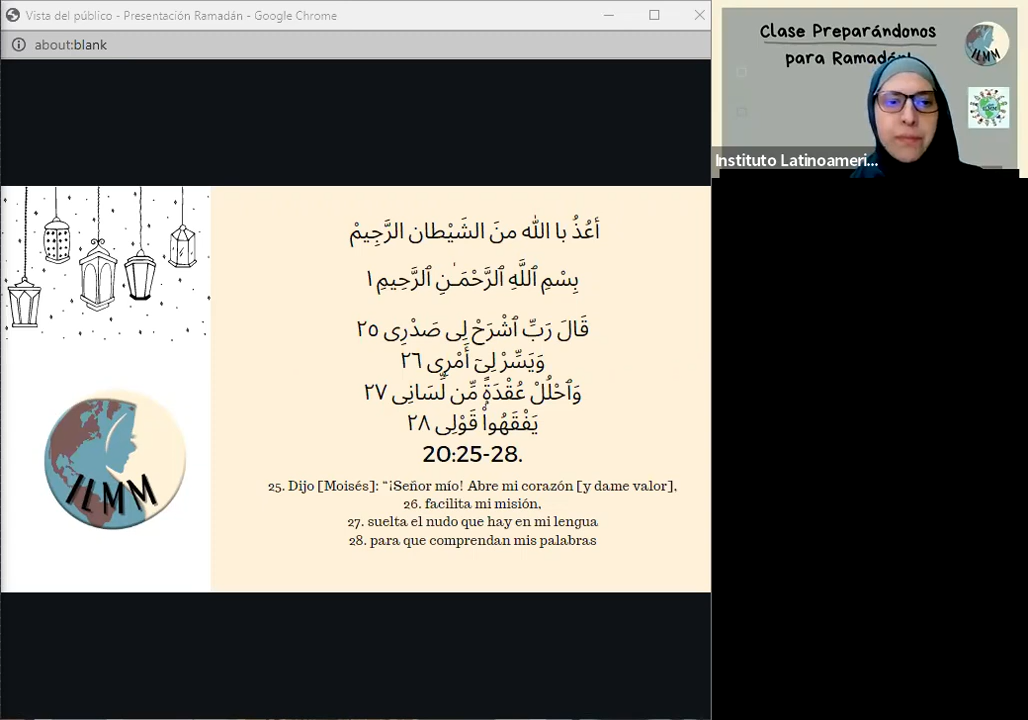 Vista del público - Presentación Ramadán - Google Chrome
about:blank
أعُذُ با اللّه منَ الشَيْطان الرَّجِيمْ
بِسْمِ ٱللَّهِ ٱلرَّحْمَـٰنِ ٱلرَّحِيمِ ١
قَالَ رَبِّ ٱشْرَحْ لِى صَدْرِى ٢٥
وَيَسِّرْ لِىٓ أَمْرِى ٢٦
وَٱحْلُلْ عُقْدَةًۭ مِّن لِّسَانِى ٢٧
يَفْقَهُوا۟ قَوْلِى ٢٨
20:25-28.
25. Dijo [Moisés]: “¡Señor mío! Abre mi corazón [y dame valor],
26. facilita mi misión,
27. suelta el nudo que hay en mi lengua
28. para que comprendan mis palabras
ILMM
Clase Preparándonos
para Ramadán!
ILMM
Instituto Latinoameri...